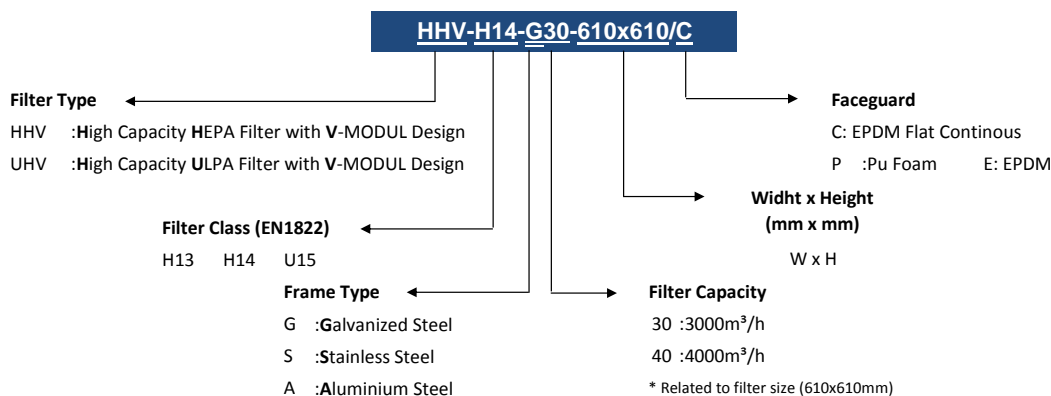 HHV-H14-G30-610x610/C
Filter Type
HHV :High Capacity HEPA Filter with V-MODUL Design
UHV :High Capacity ULPA Filter with V-MODUL Design
Faceguard
C: EPDM Flat Continous
P :Pu Foam E: EPDM
Widht x Height
(mm x mm)
W x H
Filter Class (EN1822)
H13 H14 U15
Frame Type
G :Galvanized Steel
S :Stainless Steel
A :Aluminium Steel
Filter Capacity
30 :3000m³/h
40 :4000m³/h
* Related to filter size (610x610mm)